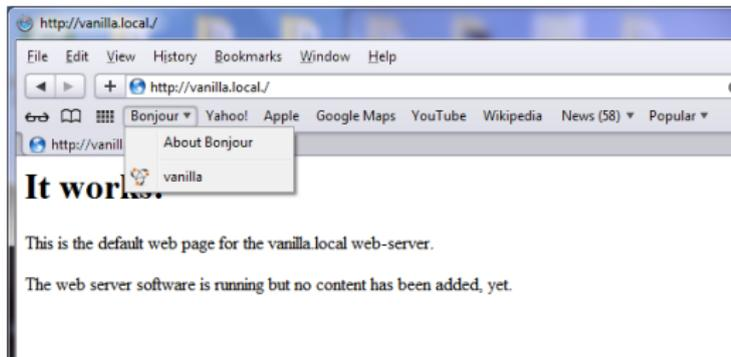 http://vanilla.local./
File Edit View History Bookmarks Window Help
http://vanilla.local./
Bonjour Yahoo! Apple Google Maps YouTube Wikipedia News (58) Popular
http://vanill
About Bonjour
vanilla
It works!
This is the default web page for the vanilla.local web-server.
The web server software is running but no content has been added, yet.